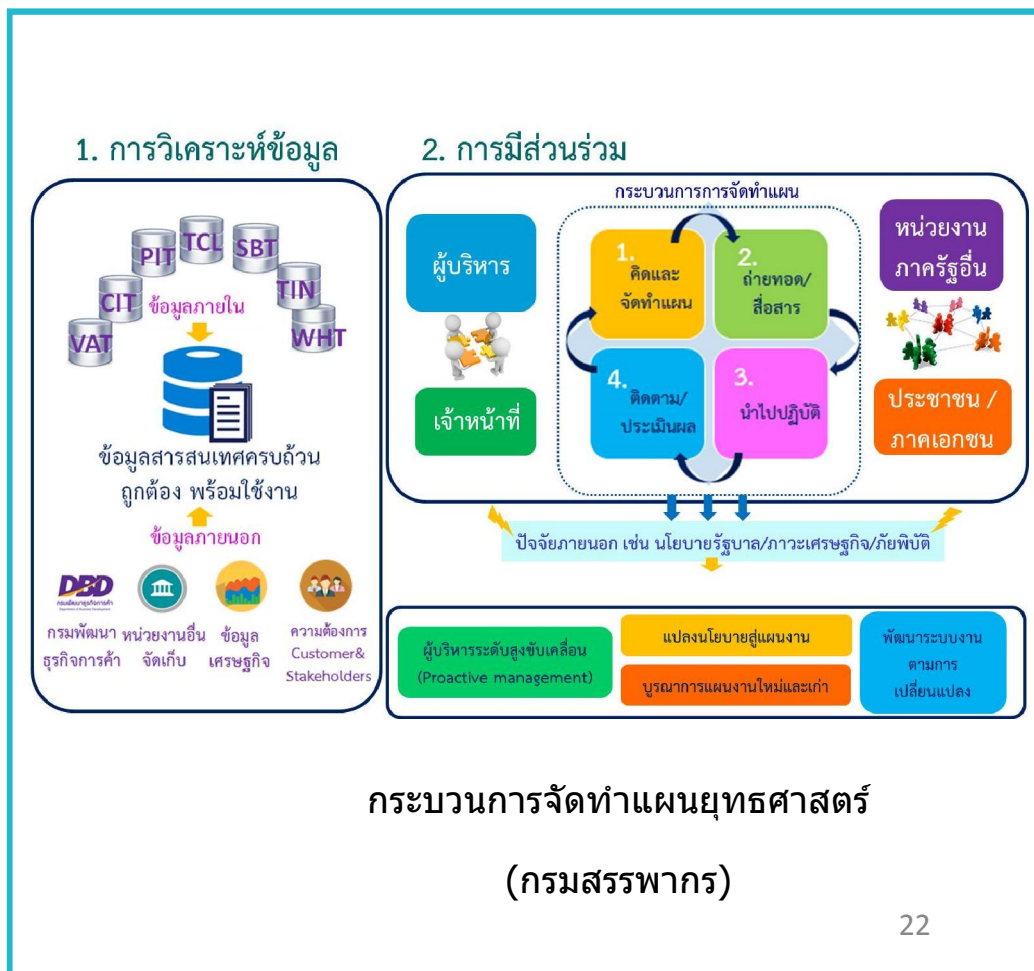 1. การวิเคราะห์ข้อมูล
VAT
CIT
PIT
TCL
SBT
TIN
WHT
ข้อมูลภายใน
ข้อมูลสารสนเทศครบถ้วน
ถูกต้อง พร้อมใช้งาน
ข้อมูลภายนอก
DBD
กรมพัฒนาธุรกิจการค้า
กรมพัฒนา
ธุรกิจการค้า
หน่วยงานอื่น
จัดเก็บ
ข้อมูล
เศรษฐกิจ
ความต้องการ
Customer&
Stakeholders
2. การมีส่วนร่วม
กระบวนการการจัดทำแผน
ผู้บริหาร
เจ้าหน้าที่
1.
คิดและ
จัดทำแผน
2.
ถ่ายทอด/
สื่อสาร
3.
นำไปปฏิบัติ
4.
ติดตาม/
ประเมินผล
หน่วยงาน
ภาครัฐอื่น
ประชาชน /
ภาคเอกชน
ปัจจัยภายนอก เช่น นโยบายรัฐบาล/ภาวะเศรษฐกิจ/ภัยพิบัติ
ผู้บริหารระดับสูงขับเคลื่อน
(Proactive management)
แปลงนโยบายสู่แผนงาน
บูรณาการแผนงานใหม่และเก่า
พัฒนาระบบงาน
ตามการ
เปลี่ยนแปลง
กระบวนการจัดทำแผนยุทธศาสตร์
(กรมสรรพากร)
22